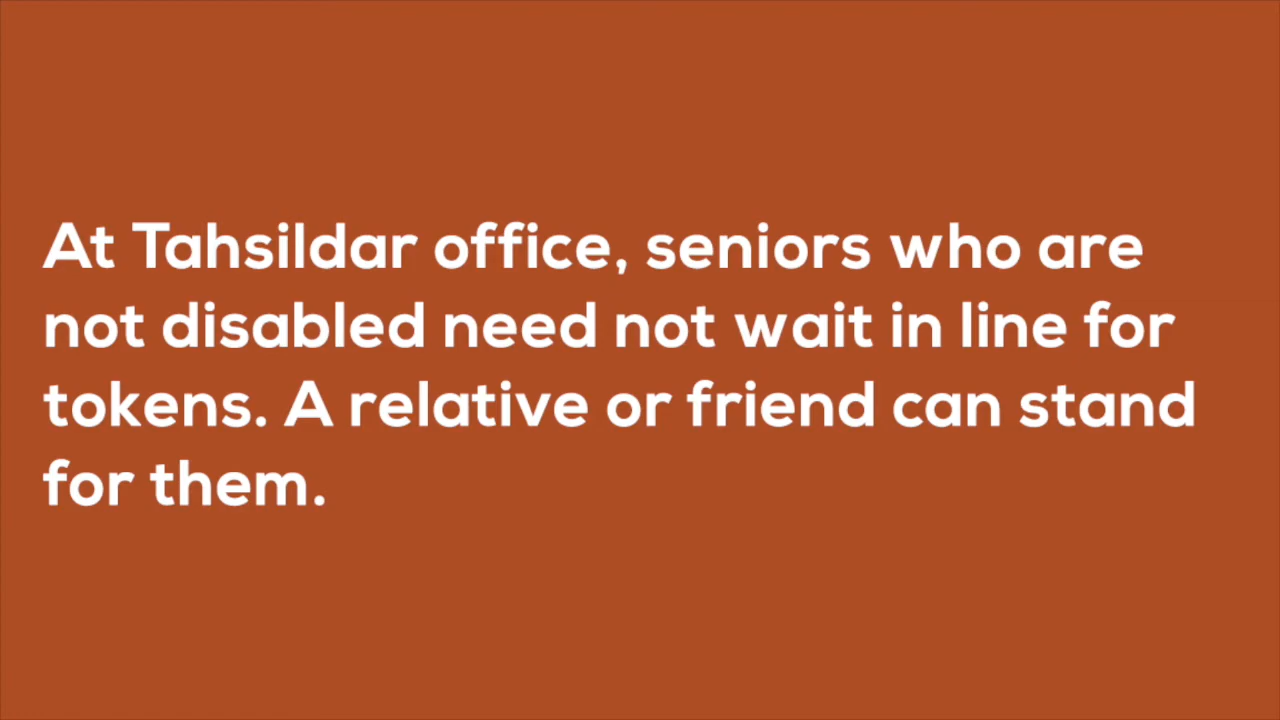 At Tahsildar office, seniors who are
not disabled need not wait in line for
tokens. A relative or friend can stand
for them.